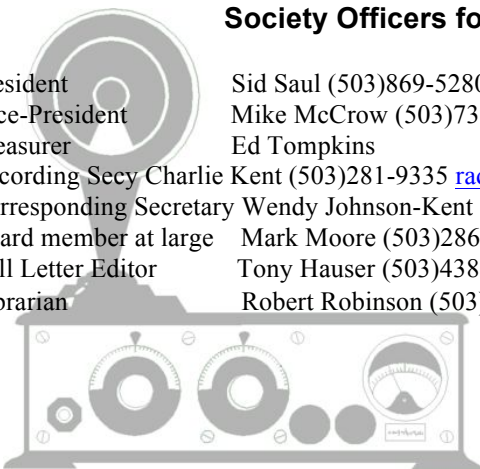 Society Officers fo
esident Sid Saul (503)869-5280
ce-President Mike McCrow (503)73
easurer Ed Tompkins
cording Secy Charlie Kent (503)281-9335 rad
rresponding Secretary Wendy Johnson-Kent
ard member at large Mark Moore (503)286
ll Letter Editor Tony Hauser (503)438
brarian Robert Robinson (503)